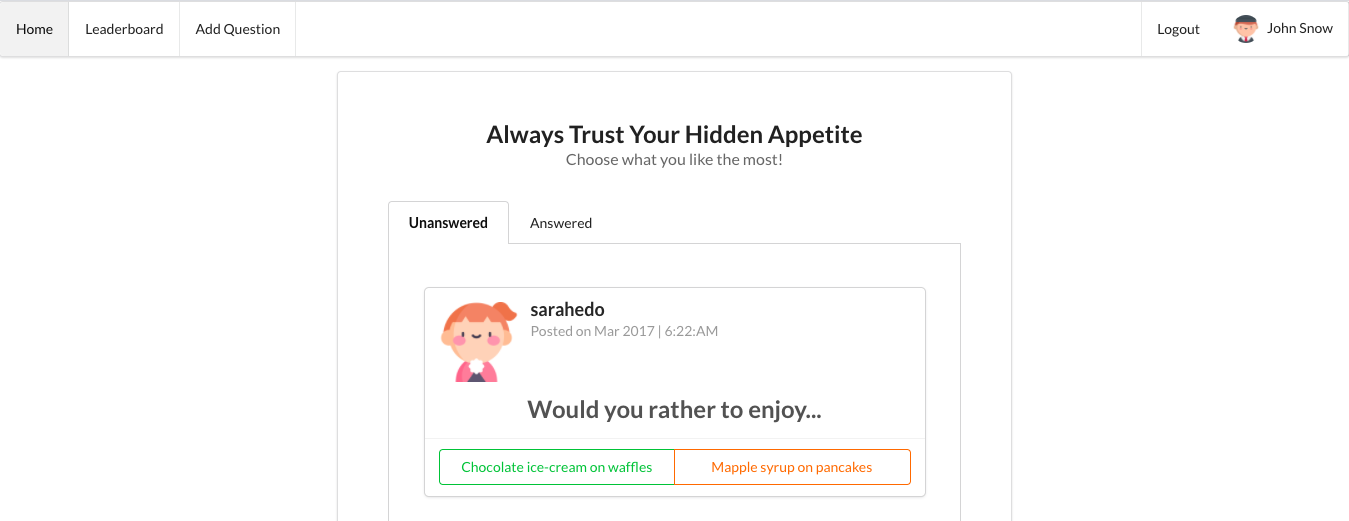 Home Leaderboard Add Question Logout John Snow
Always Trust Your Hidden Appetite
Choose what you like the most!
Unanswered Answered
sarahedo
Posted on Mar 2017 | 6:22:AM
Would you rather to enjoy...
Chocolate ice-cream on waffles Mapple syrup on pancakes